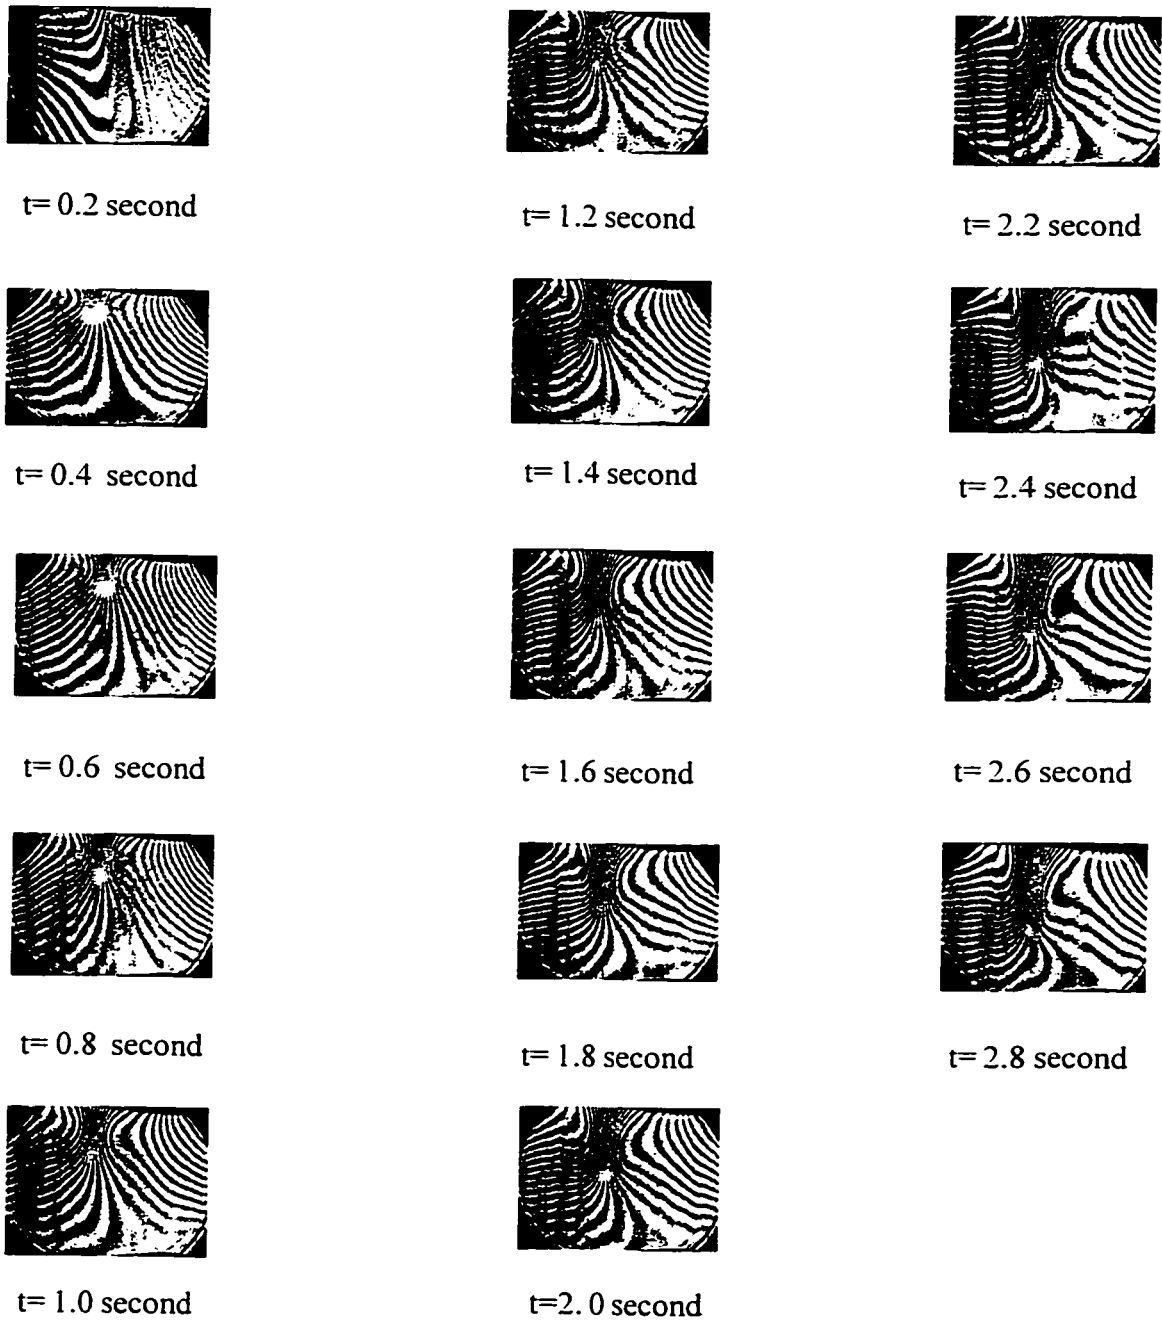 t= 0.2 second
t= 1.2 second
t= 2.2 second
t= 0.4 second
t= 1.4 second
t= 2.4 second
t= 0.6 second
t= 1.6 second
t= 2.6 second
t= 0.8 second
t= 1.8 second
t= 2.8 second
t= 1.0 second
t=2. 0 second